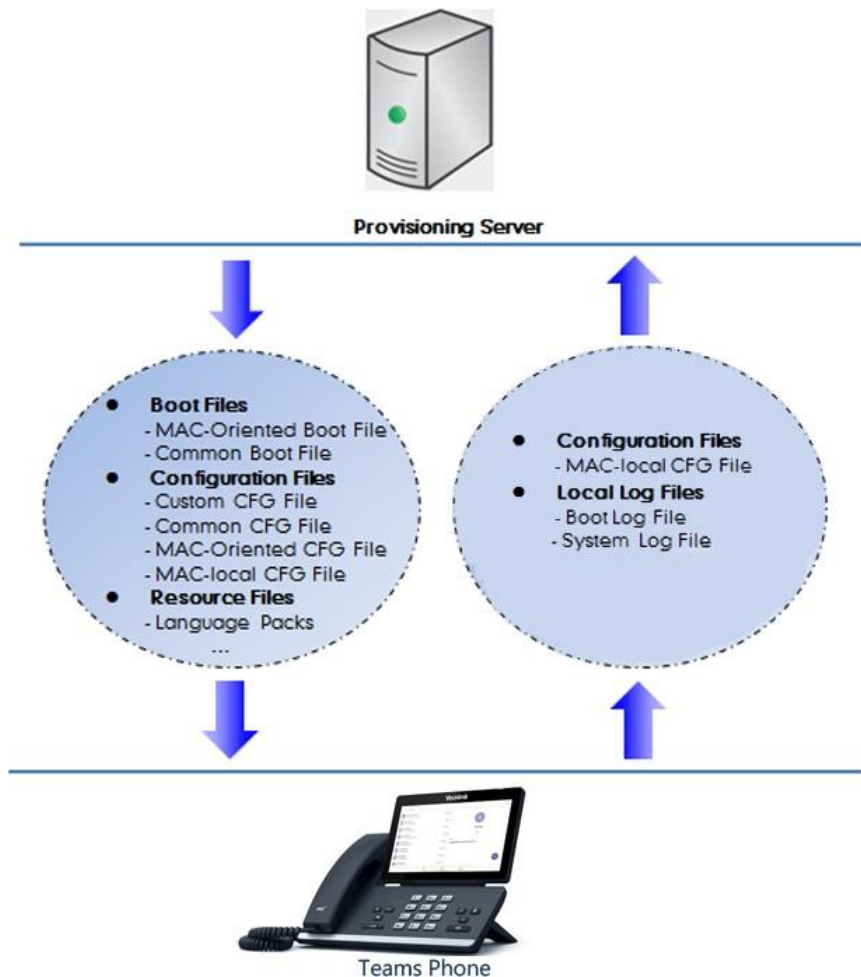 Provisioning Server
● Boot Files
- MAC-Oriented Boot File
- Common Boot File
● Configuration Files
- Custom CFG File
- Common CFG File
- MAC-Oriented CFG File
- MAC-local CFG File
● Resource Files
- Language Packs
...
● Configuration Files
- MAC-local CFG File
● Local Log Files
- Boot Log File
- System Log File
Yealink
Teams Phone